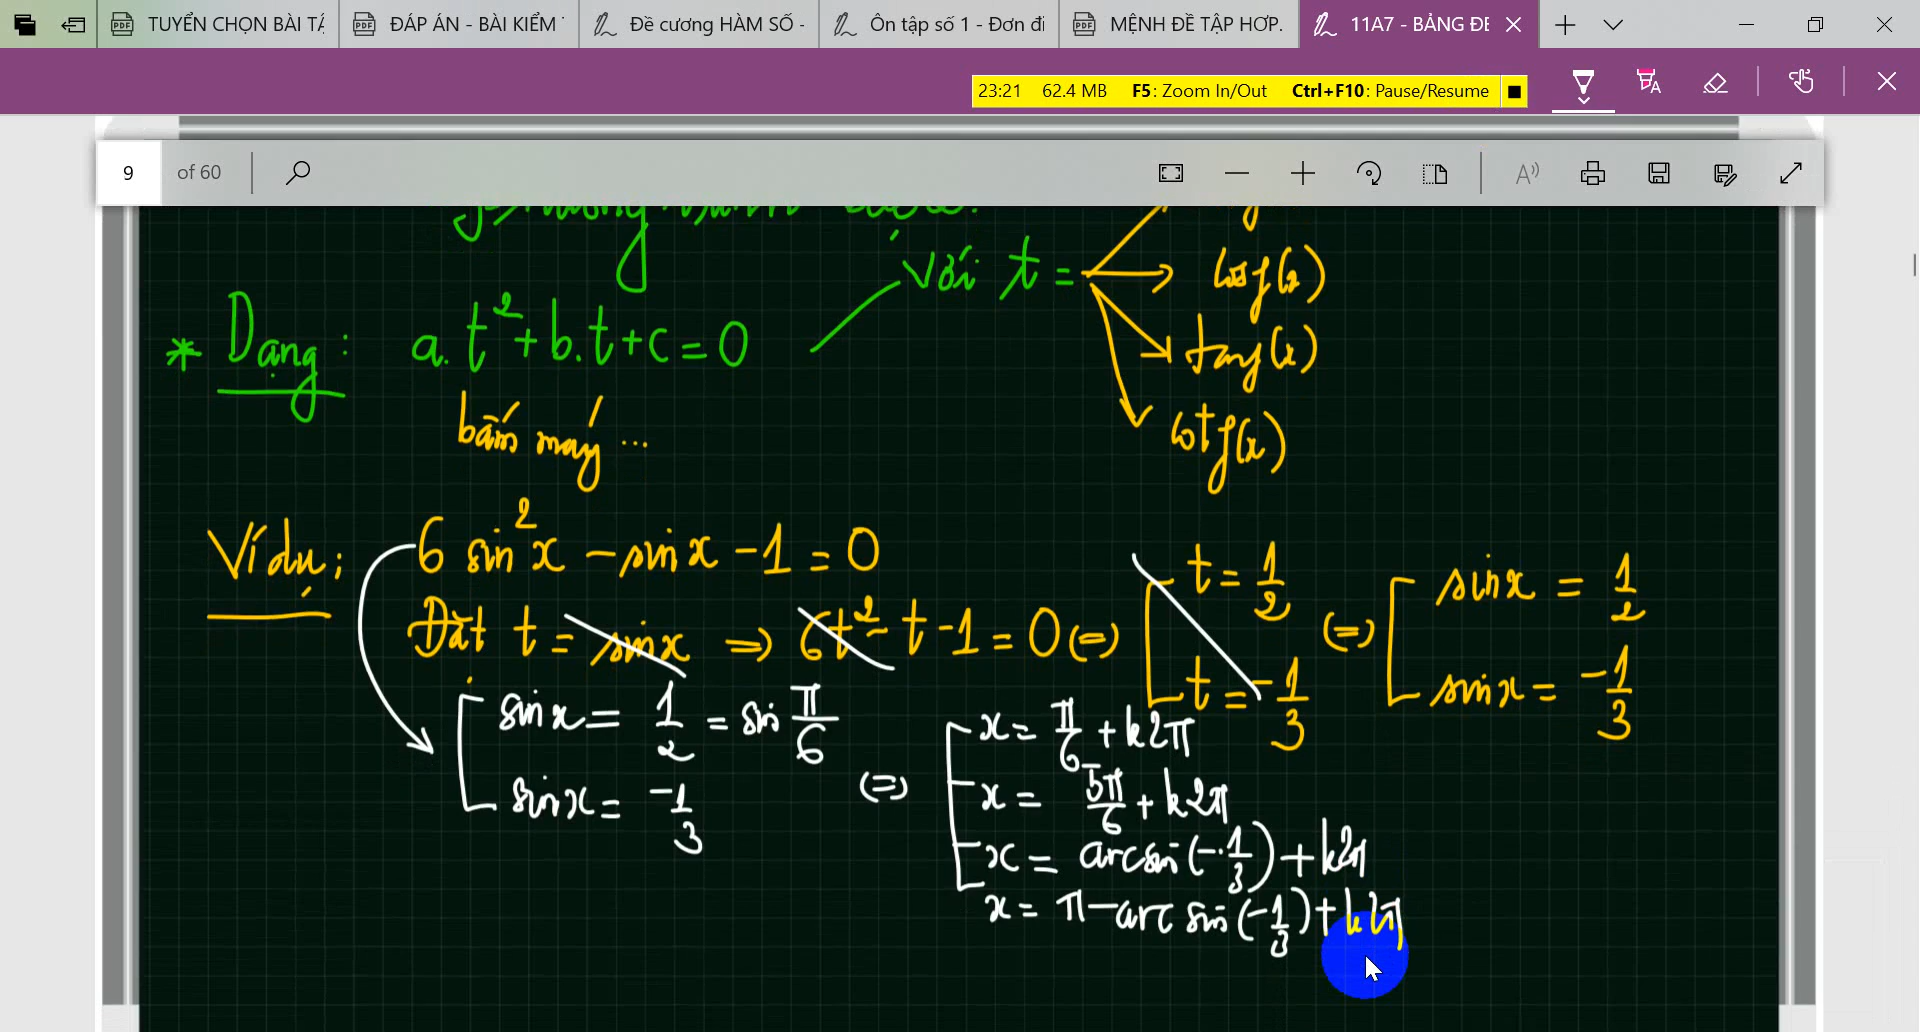 TUYỂN CHỌN BÀI TẬ
ĐÁP ÁN - BÀI KIỂM T
Đề cương HÀM SỐ -
Ôn tập số 1 - Đơn đi
MỆNH ĐỀ TẬP HƠP.
11A7 - BẢNG ĐE
23:21 62.4 MB F5: Zoom In/Out Ctrl+F10: Pause/Resume
9 of 60
với t =
cos f(x)
* Dạng: a.t² + b.t + c = 0
tan f(x)
bấm máy ...
cot f(x)
Ví dụ: 6 sin²x - sin x - 1 = 0
Đặt t = sin x => 6t² - t - 1 = 0 (=) [ t = 1/2 (=) [ sin x = 1/2
t = -1/3 sin x = -1/3
[ sin x = 1/2 = sin π/6 (=) [ x = π/6 + k2π
sin x = -1/3 x = 5π/6 + k2π
x = arcsin(-1/3) + k2π
x = π - arcsin(-1/3) + k2π